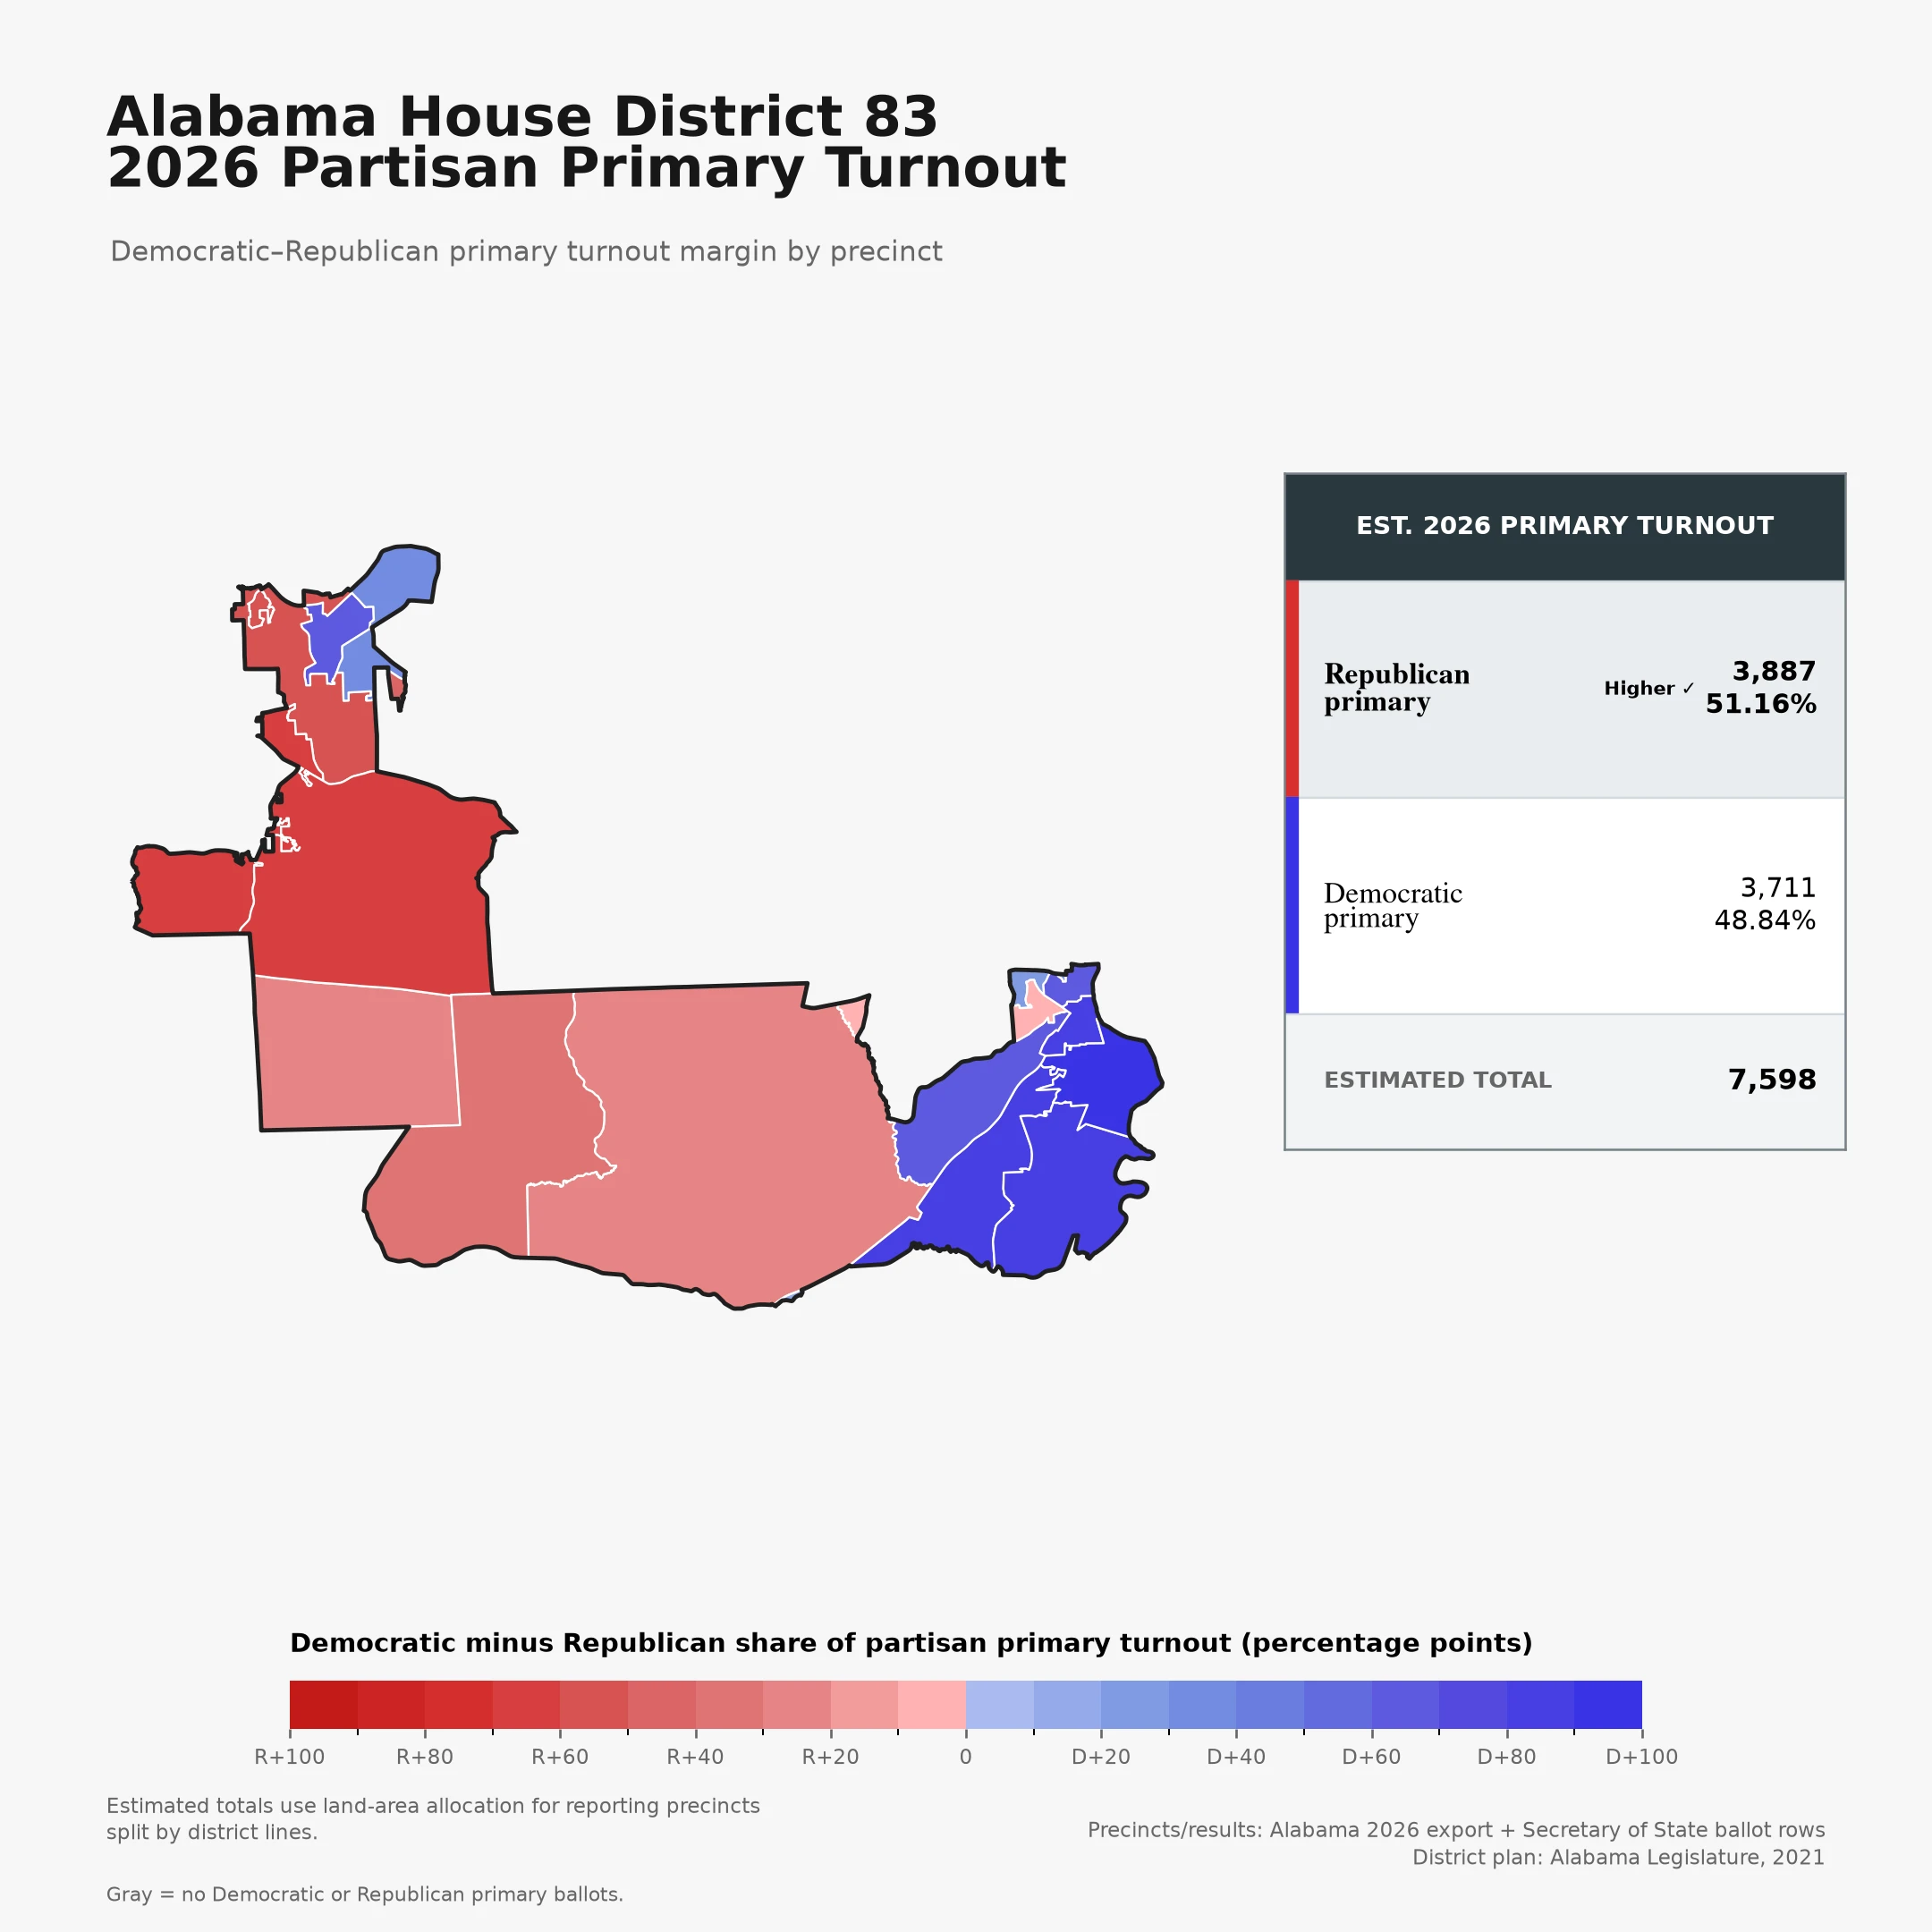 Alabama House District 83
2026 Partisan Primary Turnout
Democratic–Republican primary turnout margin by precinct
EST. 2026 PRIMARY TURNOUT
Republican
primary
Higher ✓
3,887
51.16%
Democratic
primary
3,711
48.84%
ESTIMATED TOTAL
7,598
Democratic minus Republican share of partisan primary turnout (percentage points)
R+100 R+80 R+60 R+40 R+20 0 D+20 D+40 D+60 D+80 D+100
Estimated totals use land-area allocation for reporting precincts
split by district lines.
Gray = no Democratic or Republican primary ballots.
Precincts/results: Alabama 2026 export + Secretary of State ballot rows
District plan: Alabama Legislature, 2021